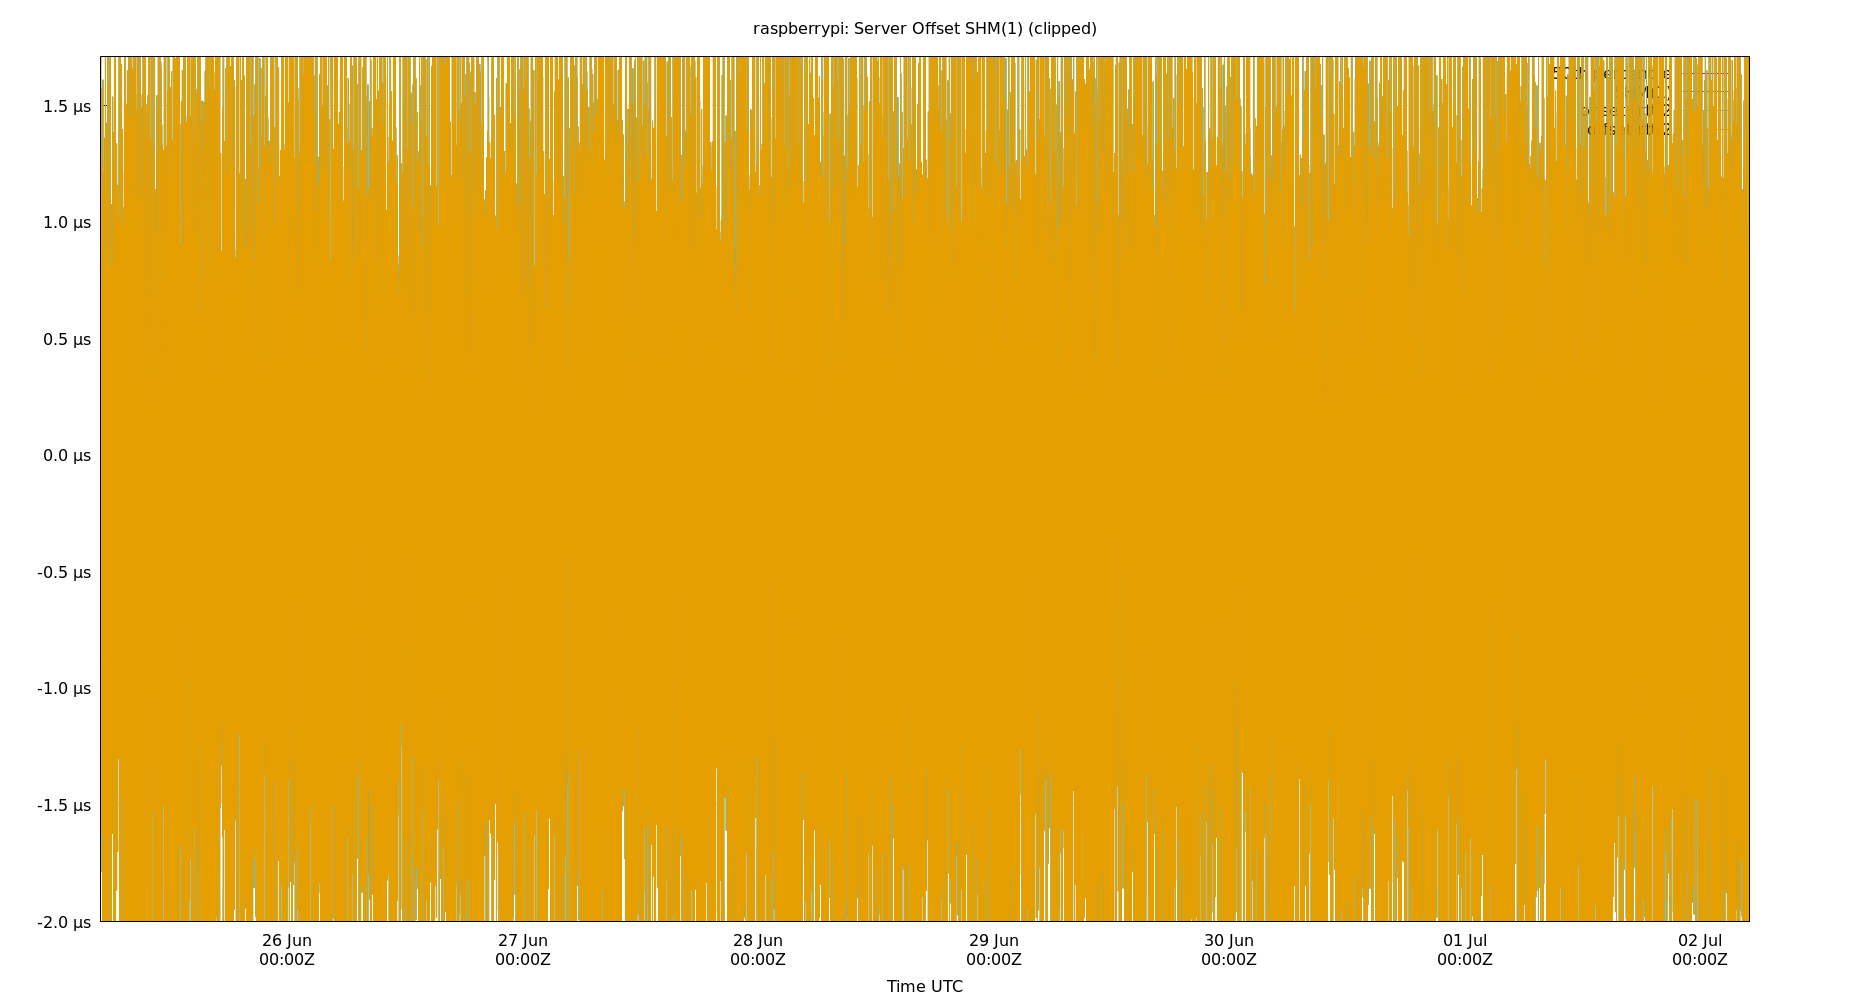 raspberrypi: Server Offset SHM(1) (clipped)
1.5 µs
1.0 µs
0.5 µs
0.0 µs
-0.5 µs
-1.0 µs
-1.5 µs
-2.0 µs
26 Jun 27 Jun 28 Jun 29 Jun 30 Jun 01 Jul 02 Jul
00:00Z 00:00Z 00:00Z 00:00Z 00:00Z 00:00Z 00:00Z
Time UTC